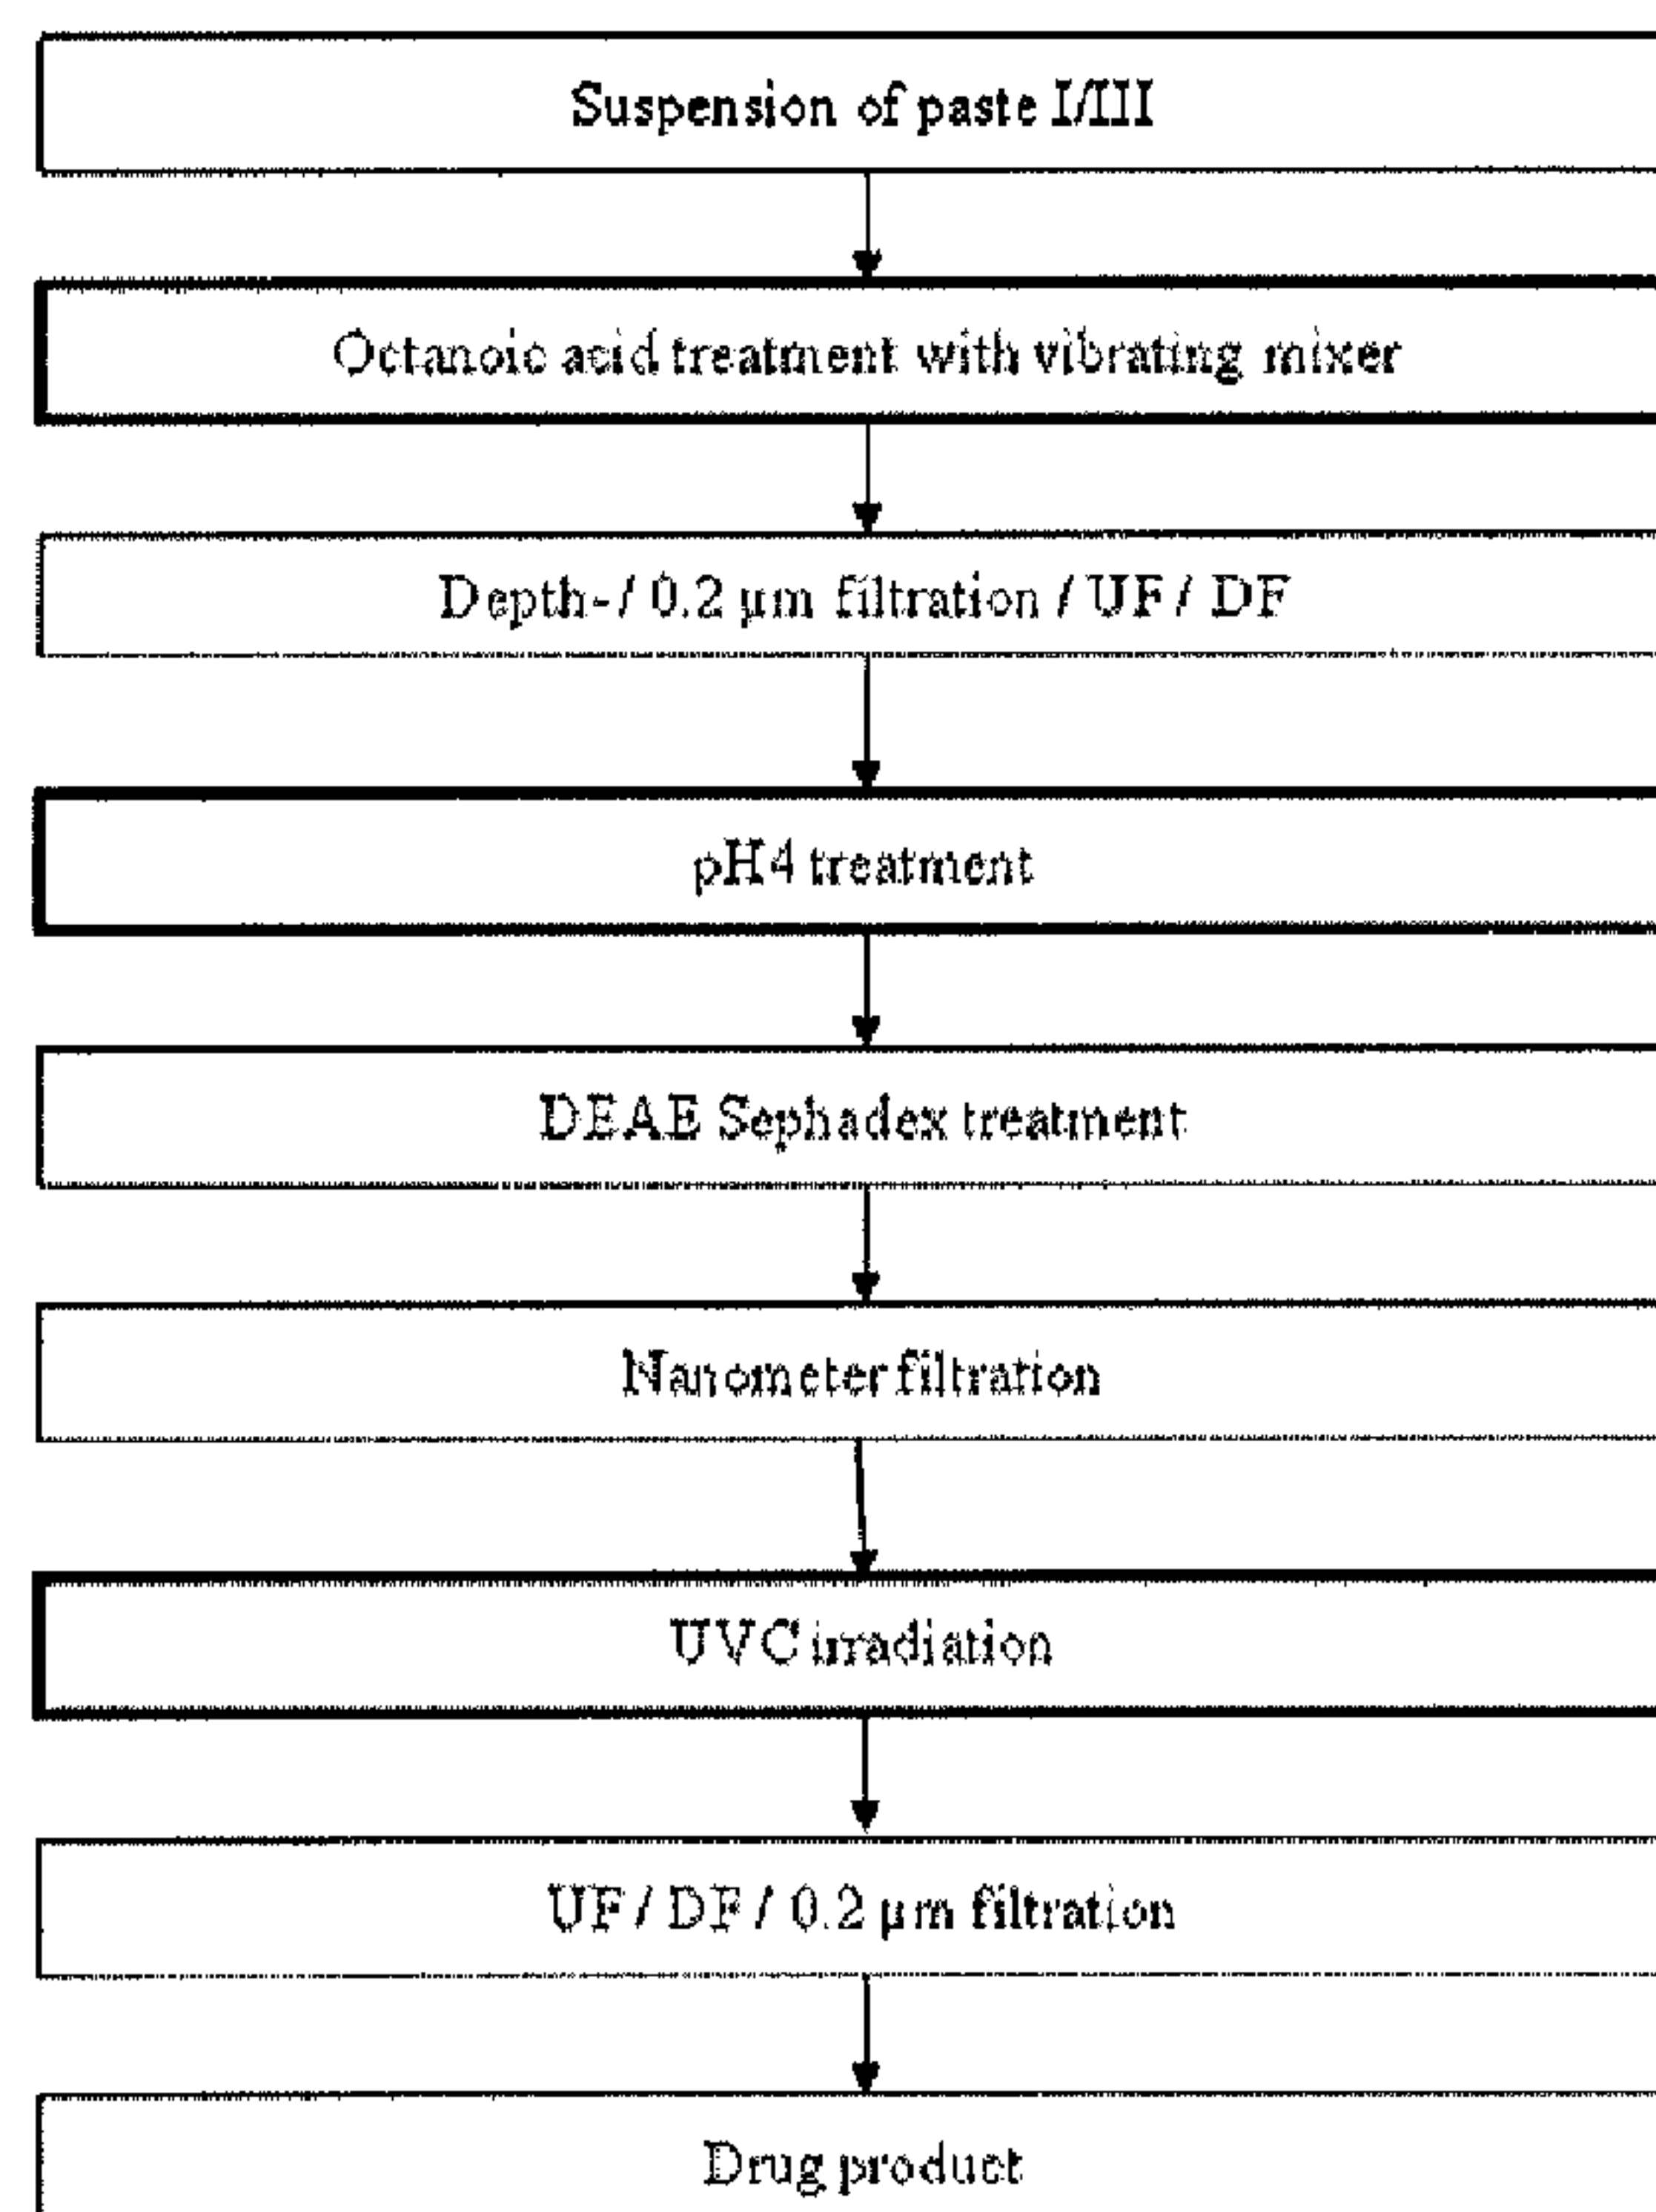 Suspension of paste I/III
Octanoic acid treatment with vibrating mixer
Depth- / 0.2 µm filtration / UF / DF
pH4 treatment
DEAE Sephadex treatment
Nanometer filtration
UVC irradiation
UF / DF / 0.2 µm filtration
Drug product